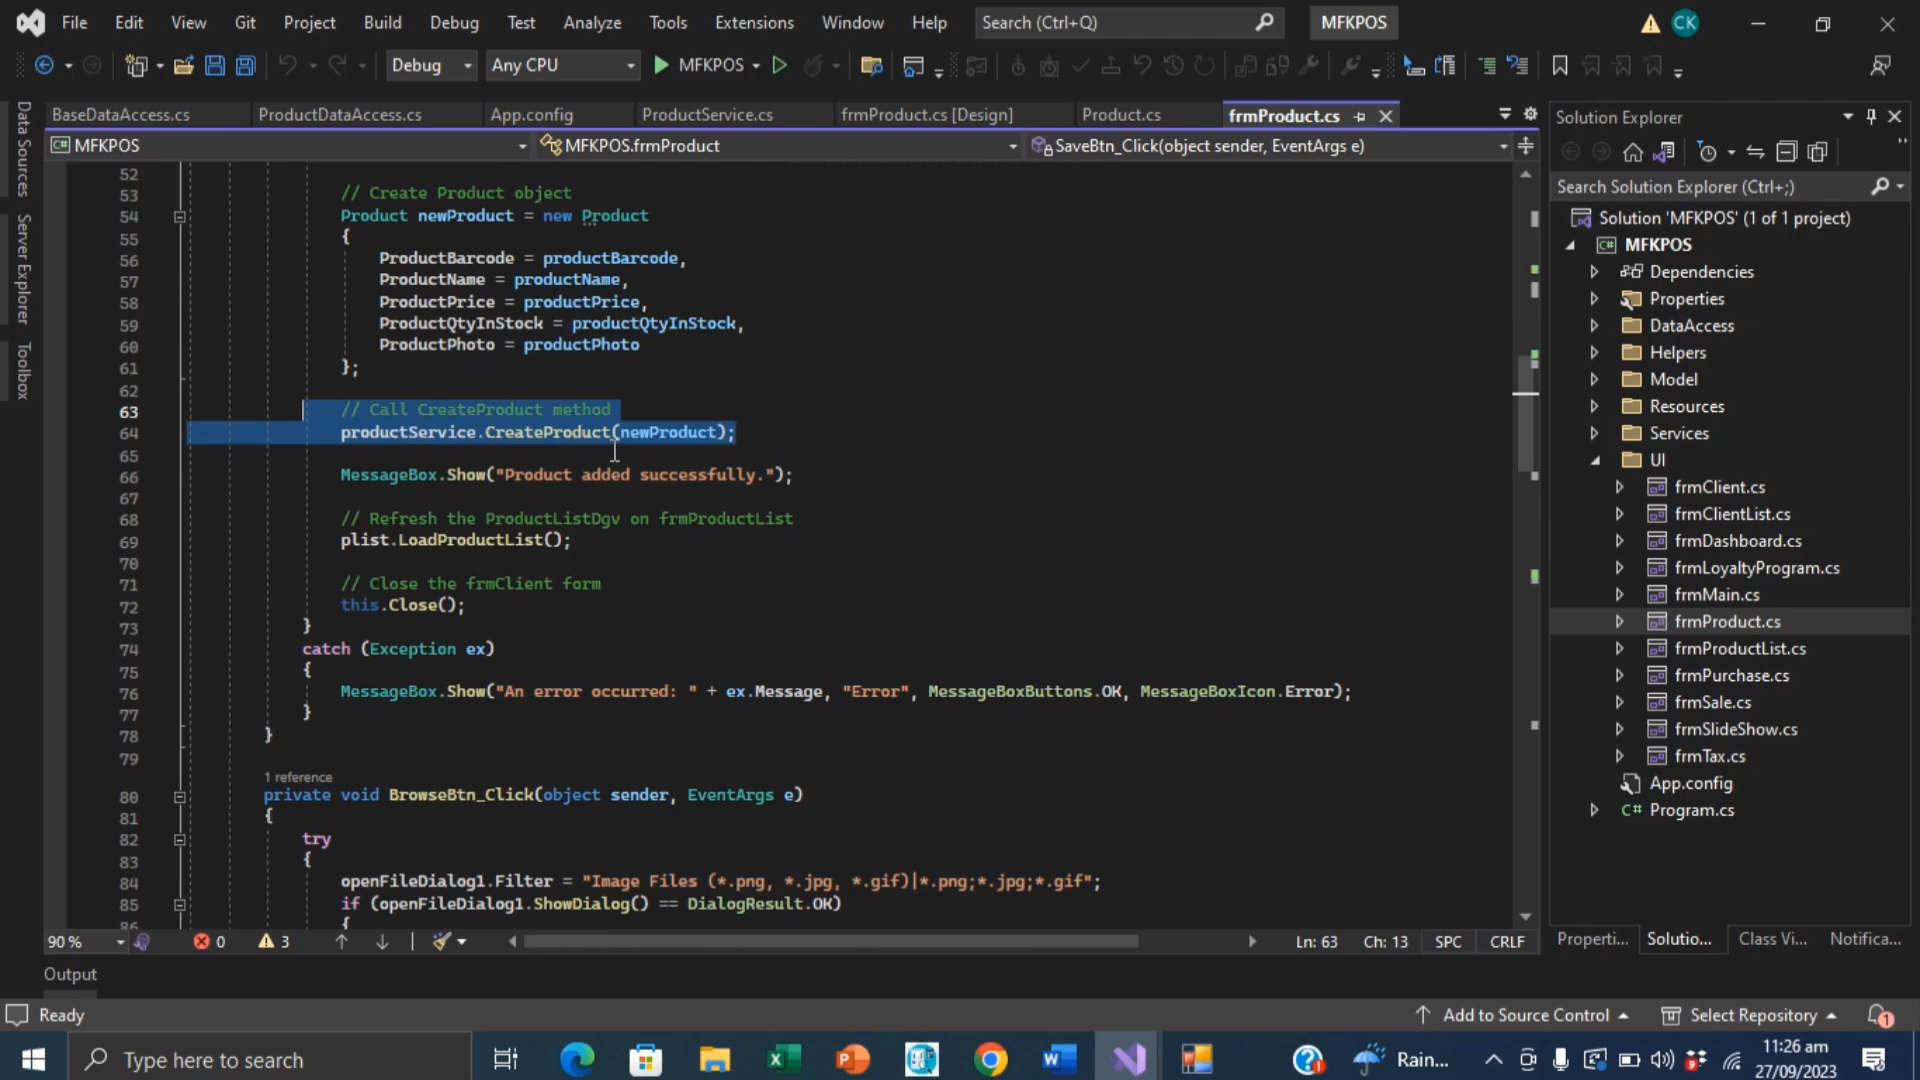 File Edit View Git Project Build Debug Test Analyze Tools Extensions Window Help Search (Ctrl+Q) MFKPOS CK
Debug Any CPU MFKPOS
BaseDataAccess.cs ProductDataAccess.cs App.config ProductService.cs frmProduct.cs [Design] Product.cs frmProduct.cs
C# MFKPOS MFKPOS.frmProduct SaveBtn_Click(object sender, EventArgs e)
Data Sources
Server Explorer
Toolbox
52
53 // Create Product object
54 Product newProduct = new Product
55 {
56 ProductBarcode = productBarcode,
57 ProductName = productName,
58 ProductPrice = productPrice,
59 ProductQtyInStock = productQtyInStock,
60 ProductPhoto = productPhoto
61 };
62
63 // Call CreateProduct method
64 productService.CreateProduct(newProduct);
65
66 MessageBox.Show("Product added successfully.");
67
68 // Refresh the ProductListDgv on frmProductList
69 plist.LoadProductList();
70
71 // Close the frmClient form
72 this.Close();
73 }
74 catch (Exception ex)
75 {
76 MessageBox.Show("An error occurred: " + ex.Message, "Error", MessageBoxButtons.OK, MessageBoxIcon.Error);
77 }
78 }
79
1 reference
80 private void BrowseBtn_Click(object sender, EventArgs e)
81 {
82 try
83 {
84 openFileDialog1.Filter = "Image Files (*.png, *.jpg, *.gif)|*.png;*.jpg;*.gif";
85 if (openFileDialog1.ShowDialog() == DialogResult.OK)
86 {
90 % 0 3 Ln: 63 Ch: 13 SPC CRLF
Output
Solution Explorer
Search Solution Explorer (Ctrl+;)
Solution 'MFKPOS' (1 of 1 project)
C# MFKPOS
Dependencies
Properties
DataAccess
Helpers
Model
Resources
Services
UI
frmClient.cs
frmClientList.cs
frmDashboard.cs
frmLoyaltyProgram.cs
frmMain.cs
frmProduct.cs
frmProductList.cs
frmPurchase.cs
frmSale.cs
frmSlideShow.cs
frmTax.cs
App.config
C# Program.cs
Properti... Solutio... Class Vi... Notifica...
Ready Add to Source Control Select Repository 1
Type here to search Rain... 11:26 am
27/09/2023